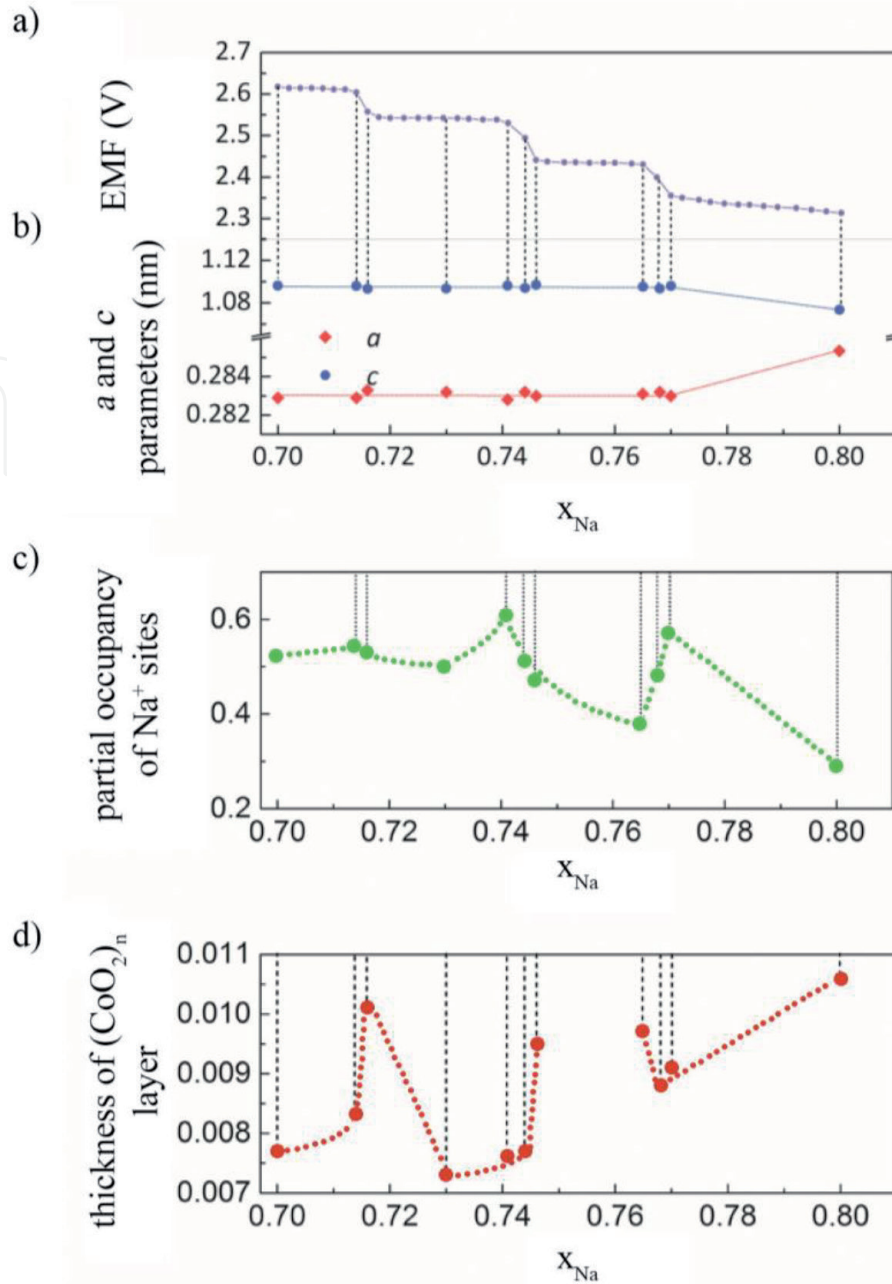 a)
EMF (V)
2.7
2.6
2.5
2.4
2.3
b)
a and c
parameters (nm)
1.12
1.08
0.284
0.282
a
c
0.70 0.72 0.74 0.76 0.78 0.80
x_Na
c)
partial occupancy
of Na⁺ sites
0.6
0.4
0.2
0.70 0.72 0.74 0.76 0.78 0.80
x_Na
d)
thickness of (CoO₂)ₙ
layer
0.011
0.010
0.009
0.008
0.007
0.70 0.72 0.74 0.76 0.78 0.80
x_Na